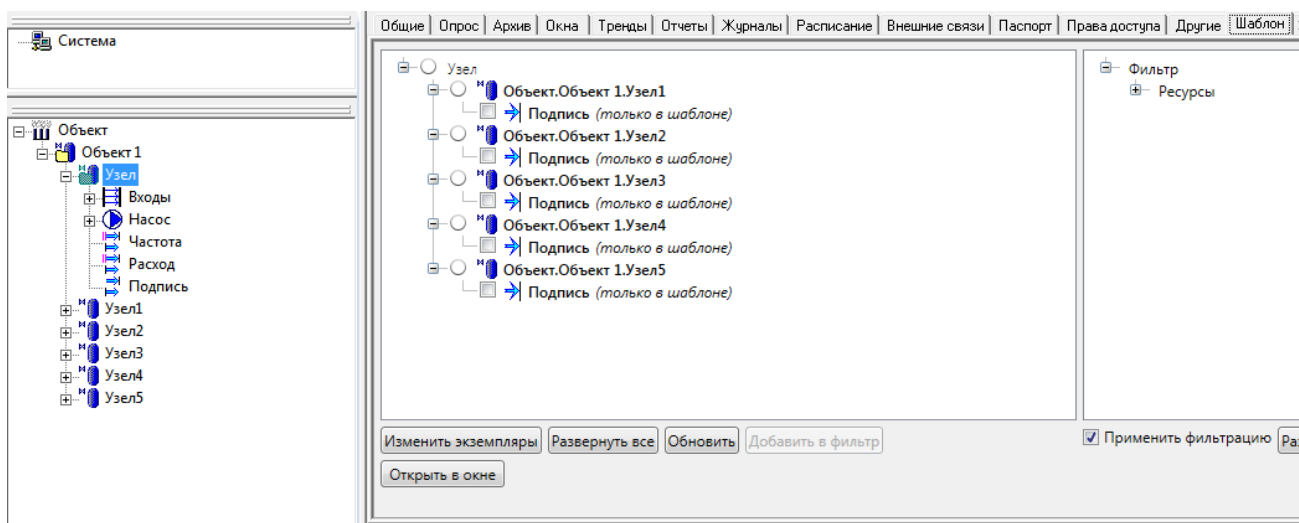 Система
Объект
Объект 1
Узел
Входы
Насос
Частота
Расход
Подпись
Узел1
Узел2
Узел3
Узел4
Узел5
Общие Опрос Архив Окна Тренды Отчеты Журналы Расписание Внешние связи Паспорт Права доступа Другие Шаблон
Узел
Объект.Объект 1.Узел1
Подпись (только в шаблоне)
Объект.Объект 1.Узел2
Подпись (только в шаблоне)
Объект.Объект 1.Узел3
Подпись (только в шаблоне)
Объект.Объект 1.Узел4
Подпись (только в шаблоне)
Объект.Объект 1.Узел5
Подпись (только в шаблоне)
Фильтр
Ресурсы
Изменить экземпляры Развернуть все Обновить Добавить в фильтр
Применить фильтрацию Ра
Открыть в окне